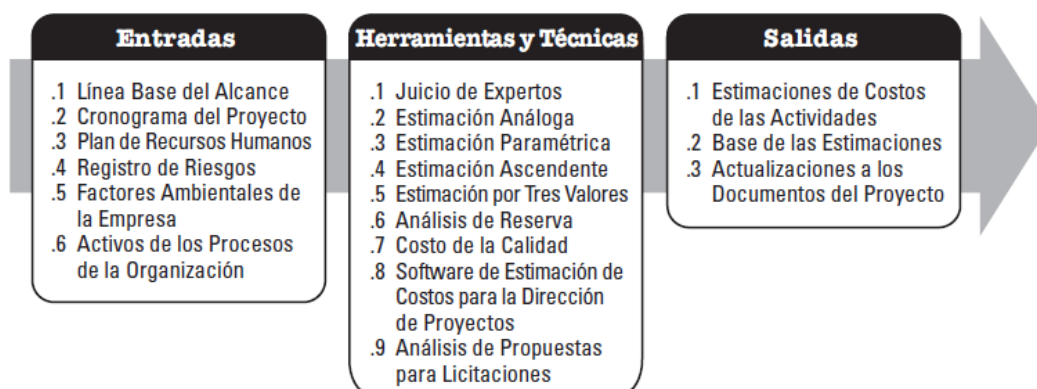 Entradas
.1 Línea Base del Alcance
.2 Cronograma del Proyecto
.3 Plan de Recursos Humanos
.4 Registro de Riesgos
.5 Factores Ambientales de
la Empresa
.6 Activos de los Procesos
de la Organización
Herramientas y Técnicas
.1 Juicio de Expertos
.2 Estimación Análoga
.3 Estimación Paramétrica
.4 Estimación Ascendente
.5 Estimación por Tres Valores
.6 Análisis de Reserva
.7 Costo de la Calidad
.8 Software de Estimación de
Costos para la Dirección
de Proyectos
.9 Análisis de Propuestas
para Licitaciones
Salidas
.1 Estimaciones de Costos
de las Actividades
.2 Base de las Estimaciones
.3 Actualizaciones a los
Documentos del Proyecto